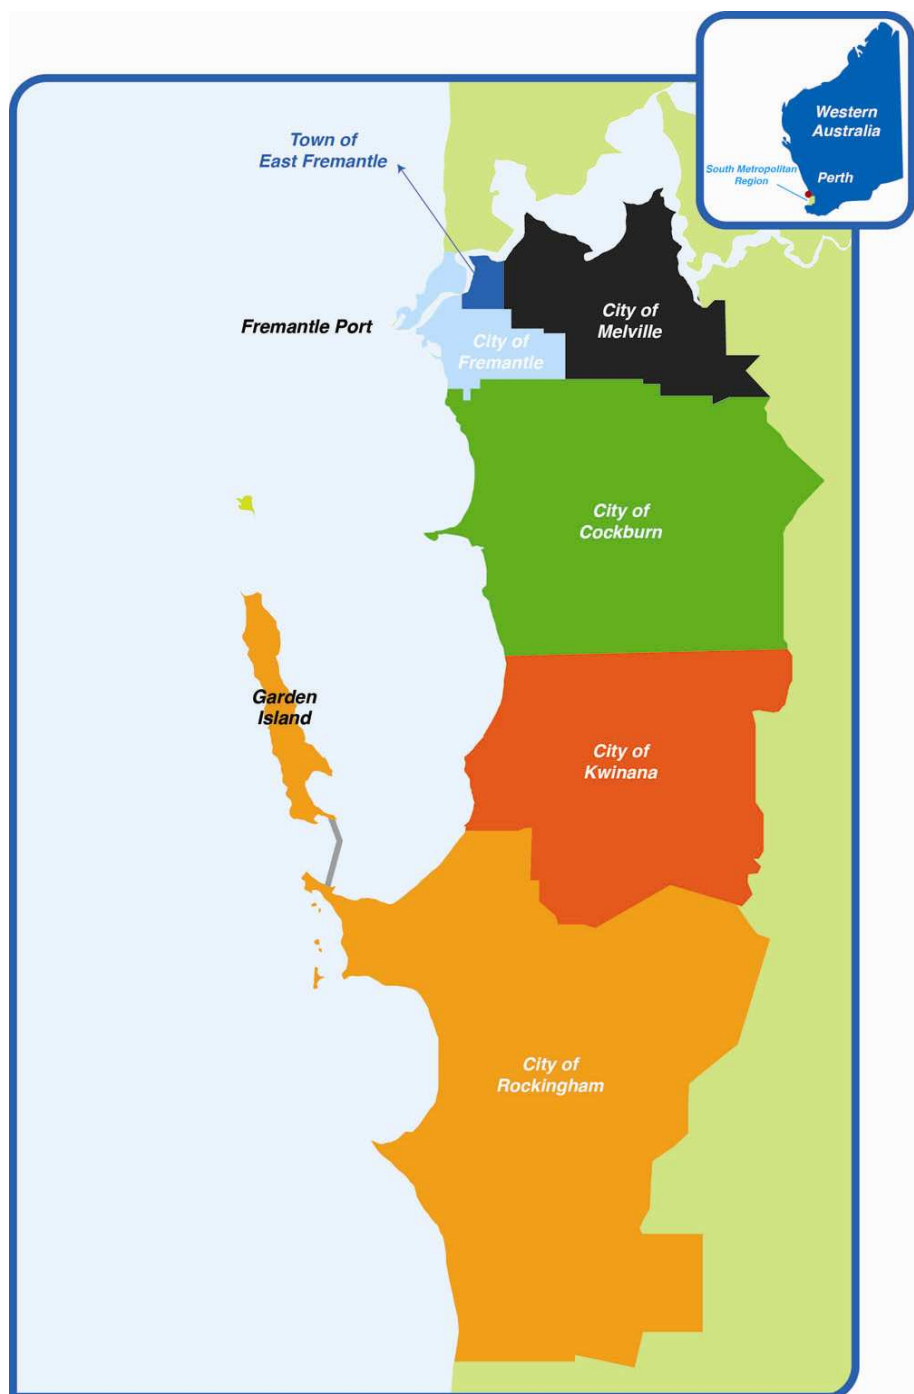 Western
Australia
South Metropolitan
Region
Perth
Town of
East Fremantle
Fremantle Port
City of
Melville
City of
Fremantle
City of
Cockburn
Garden
Island
City of
Kwinana
City of
Rockingham